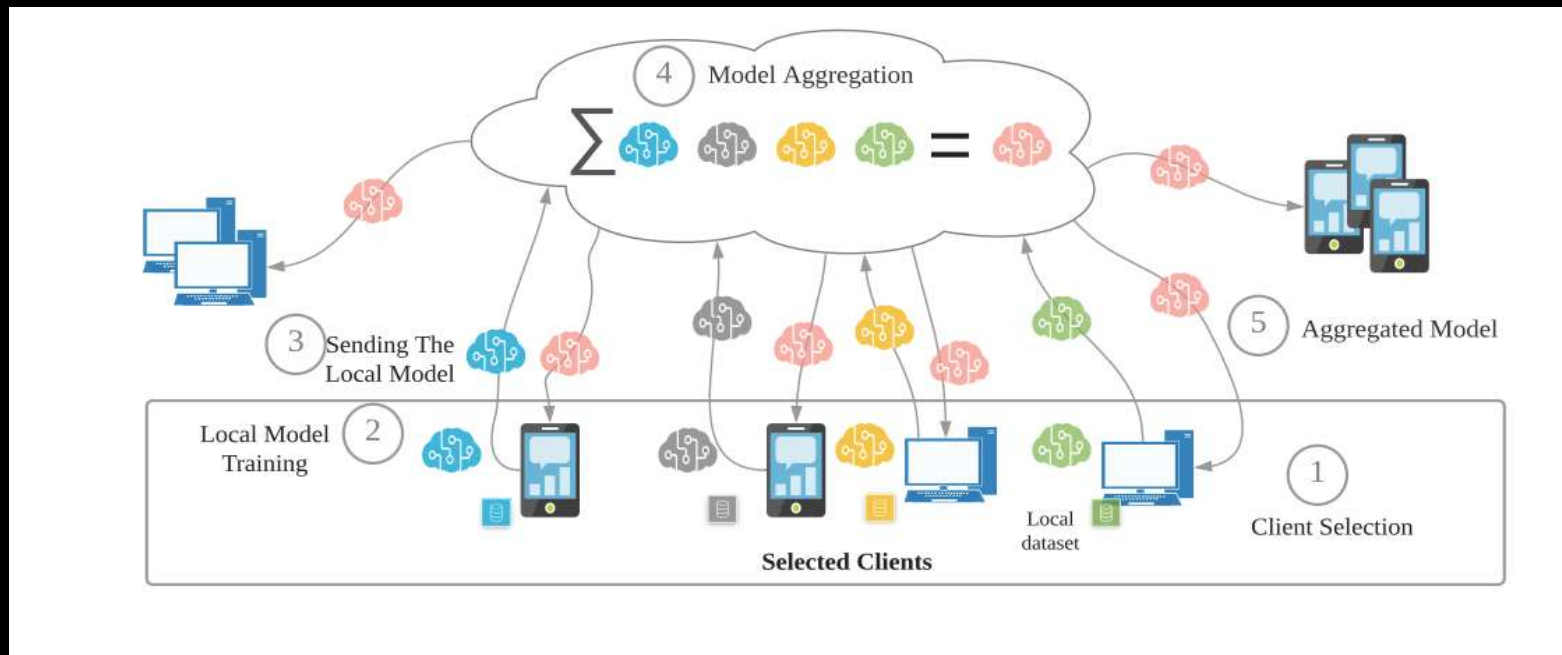 4 Model Aggregation
∑ =
3 Sending The
Local Model
5 Aggregated Model
Local Model 2
Training
1
Client Selection
Local
dataset
Selected Clients